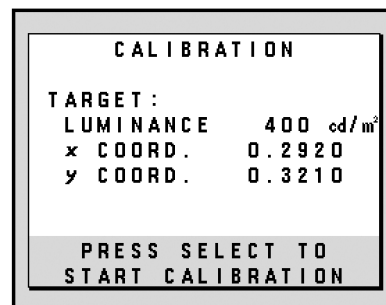 CALIBRATION
TARGET:
LUMINANCE 400 cd/m²
x COORD. 0.2920
y COORD. 0.3210
PRESS SELECT TO
START CALIBRATION